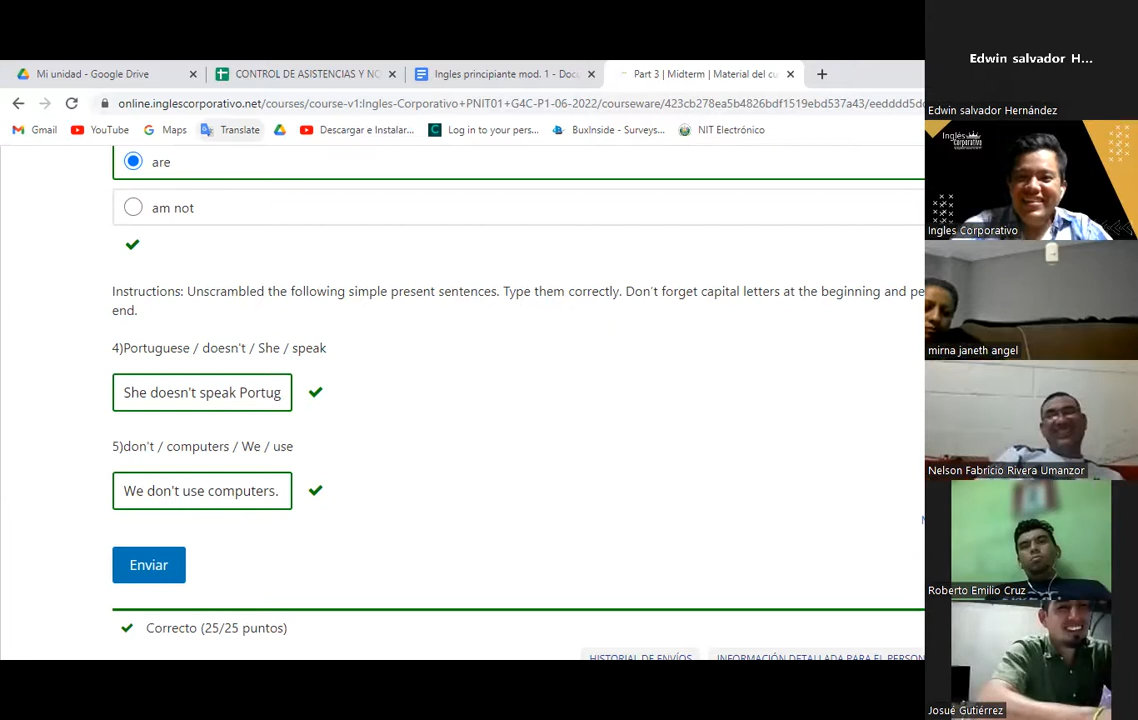 Mi unidad - Google Drive
CONTROL DE ASISTENCIAS Y NO
Ingles principiante mod. 1 - Docu
Part 3 | Midterm | Material del cu
online.inglescorporativo.net/courses/course-v1:Ingles-Corporativo+PNIT01+G4C-P1-06-2022/courseware/423cb278ea5b4826bdf1519ebd537a43/eedddd5d
Gmail
YouTube
Maps
Translate
Descargar e Instalar...
Log in to your pers...
BuxInside - Surveys...
NIT Electrónico
are
am not
Instructions: Unscrambled the following simple present sentences. Type them correctly. Don't forget capital letters at the beginning and pe
end.
4)Portuguese / doesn't / She / speak
She doesn't speak Portug
5)don't / computers / We / use
We don't use computers.
Enviar
Correcto (25/25 puntos)
HISTORIAL DE ENVÍOS
INFORMACIÓN DETALLADA PARA EL PERSON
Edwin salvador H...
Edwin salvador Hernández
Inglés
Corporativo
Ingles Corporativo
mirna janeth angel
Nelson Fabricio Rivera Umanzor
Roberto Emilio Cruz
Josué Gutiérrez